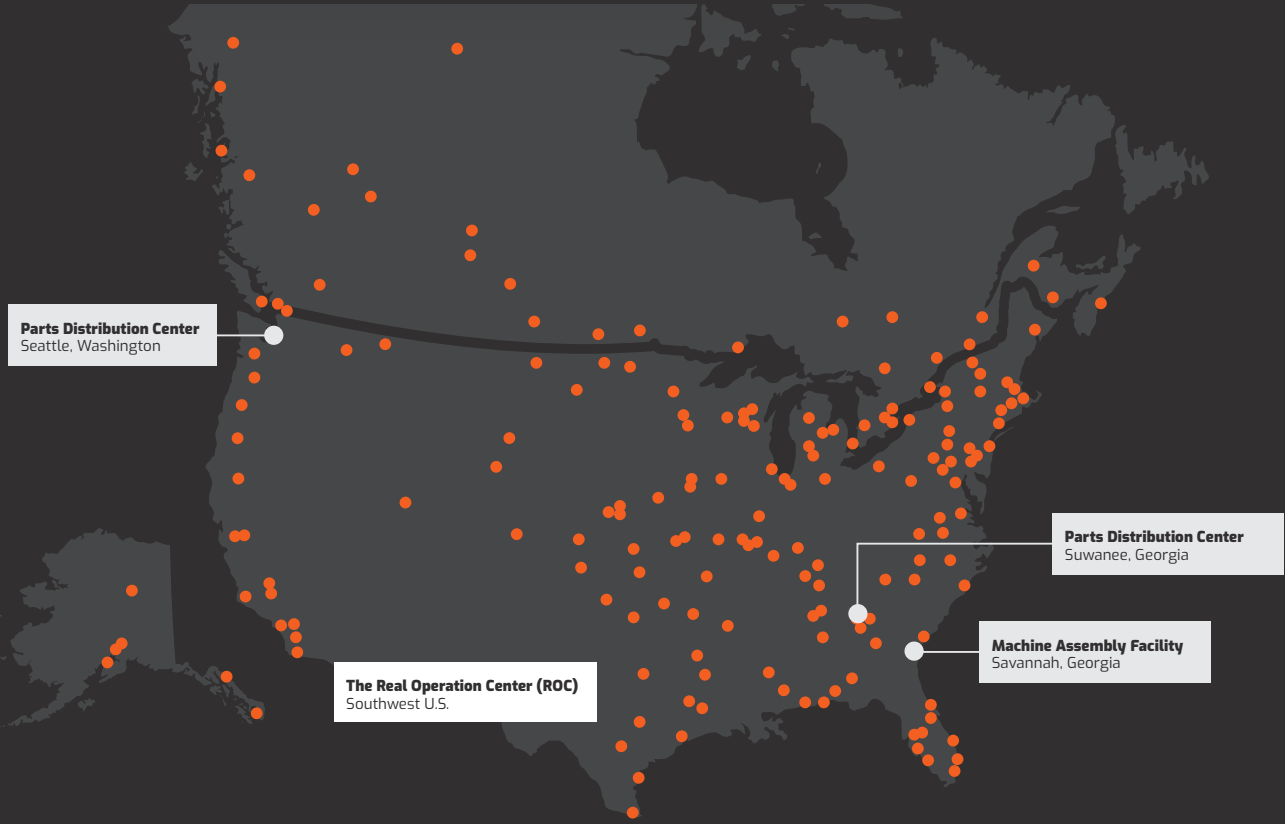 Parts Distribution Center
Seattle, Washington
Parts Distribution Center
Suwanee, Georgia
Machine Assembly Facility
Savannah, Georgia
The Real Operation Center (ROC)
Southwest U.S.